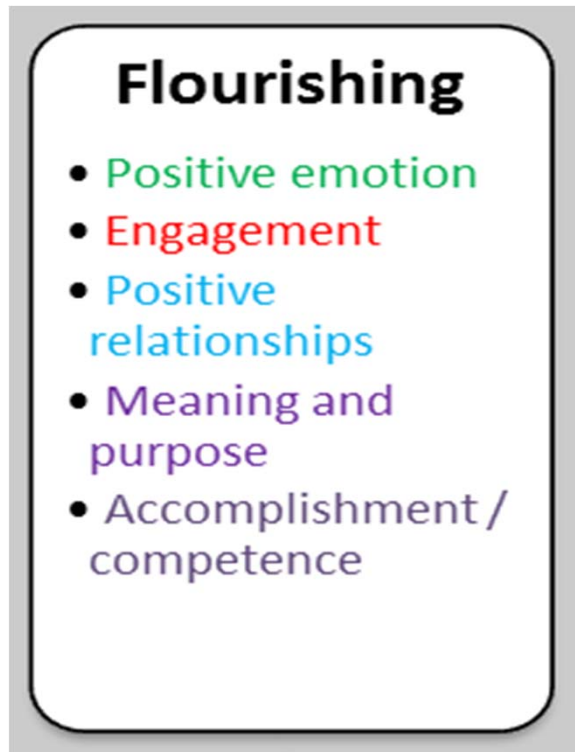 Flourishing
• Positive emotion
• Engagement
• Positive
relationships
• Meaning and
purpose
• Accomplishment /
competence